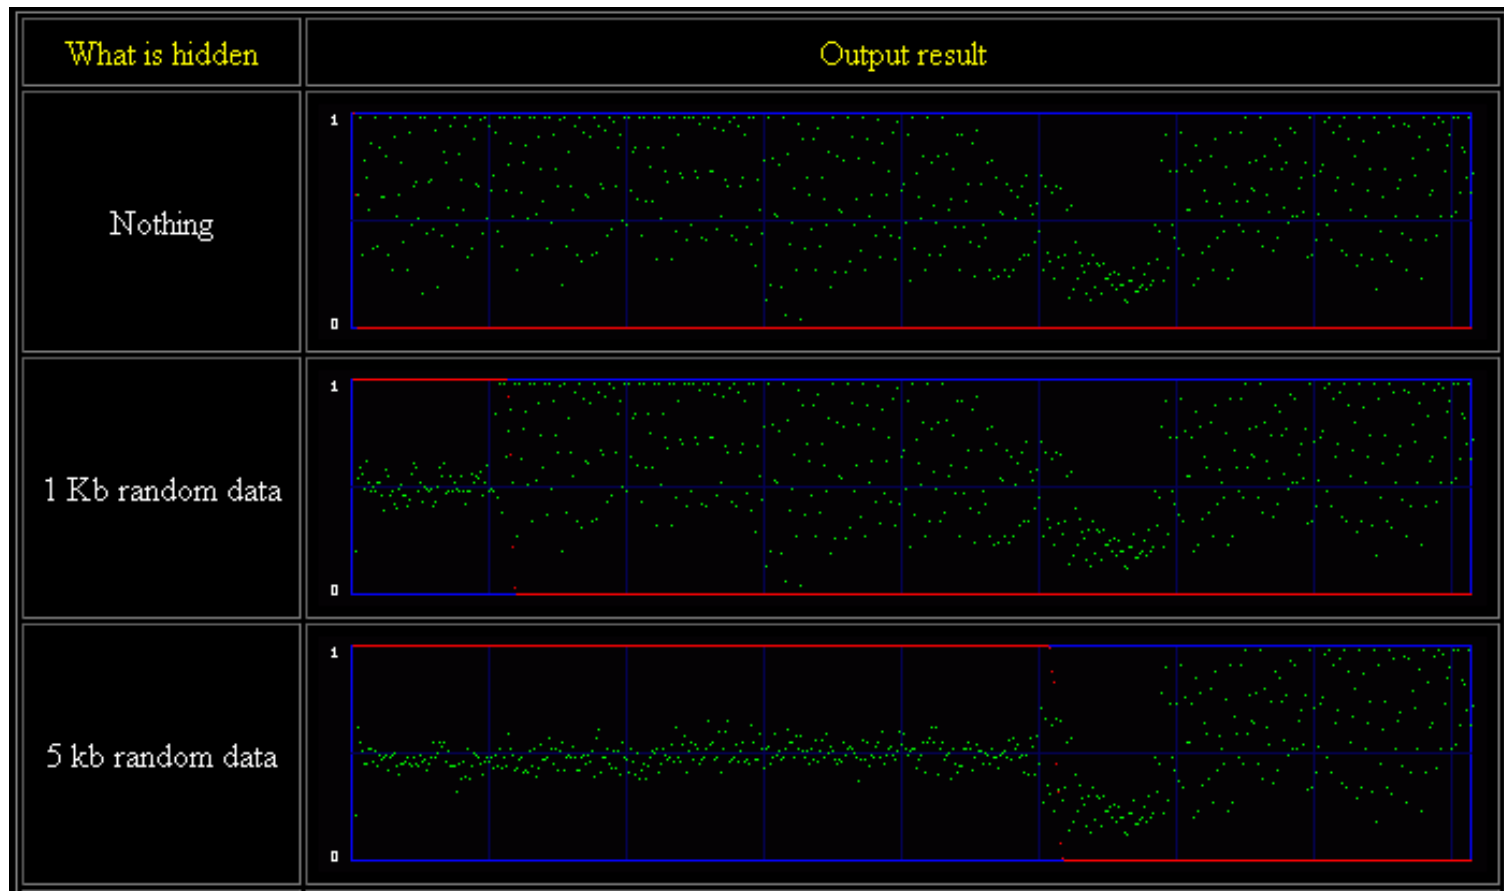 What is hidden
Output result
Nothing
1
0
1 Kb random data
1
0
5 kb random data
1
0